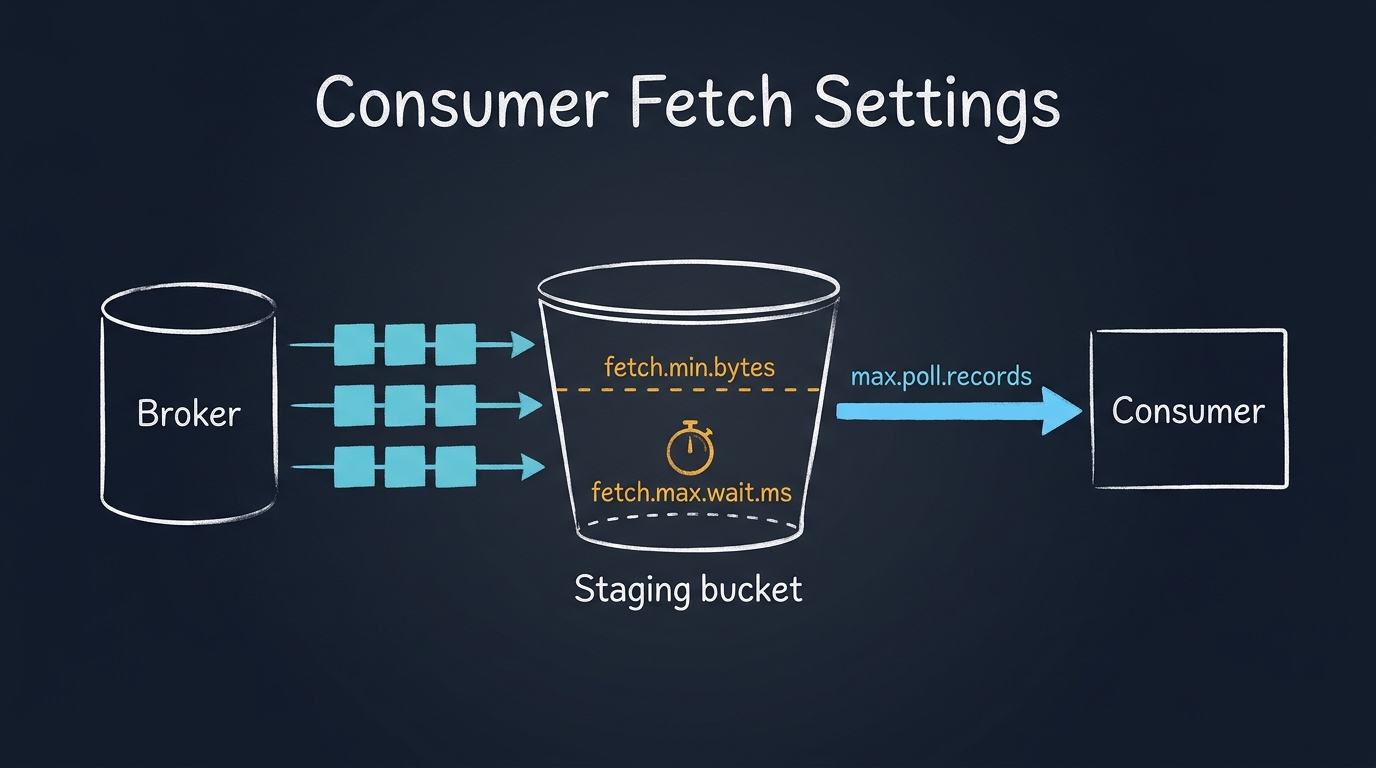 Consumer Fetch Settings
Broker
fetch.min.bytes
fetch.max.wait.ms
Staging bucket
max.poll.records
Consumer